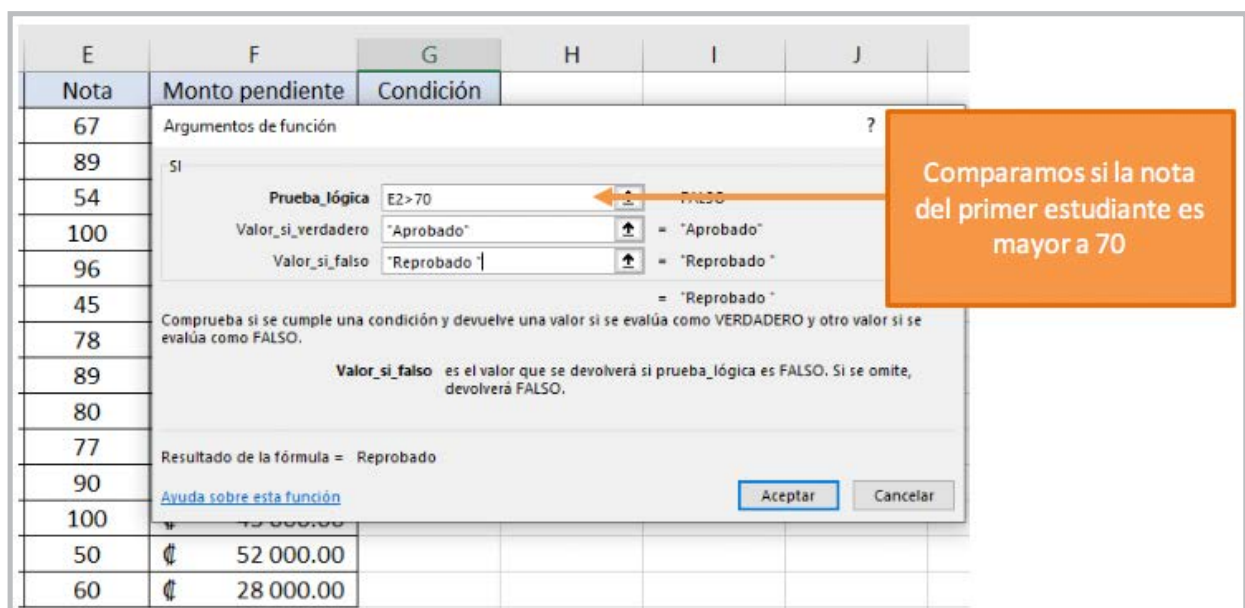 E F G H I J
Nota Monto pendiente Condición
67
89
54
100
96
45
78
89
80
77
90
100
50 ₡ 52 000.00
60 ₡ 28 000.00
Argumentos de función ?
SI
Prueba_lógica E2>70 = FALSO
Valor_si_verdadero "Aprobado" = "Aprobado"
Valor_si_falso "Reprobado " = "Reprobado "
= "Reprobado "
Comprueba si se cumple una condición y devuelve una valor si se evalúa como VERDADERO y otro valor si se
evalúa como FALSO.
Valor_si_falso es el valor que se devolverá si prueba_lógica es FALSO. Si se omite,
devolverá FALSO.
Resultado de la fórmula = Reprobado
Ayuda sobre esta función Aceptar Cancelar
Comparamos si la nota
del primer estudiante es
mayor a 70